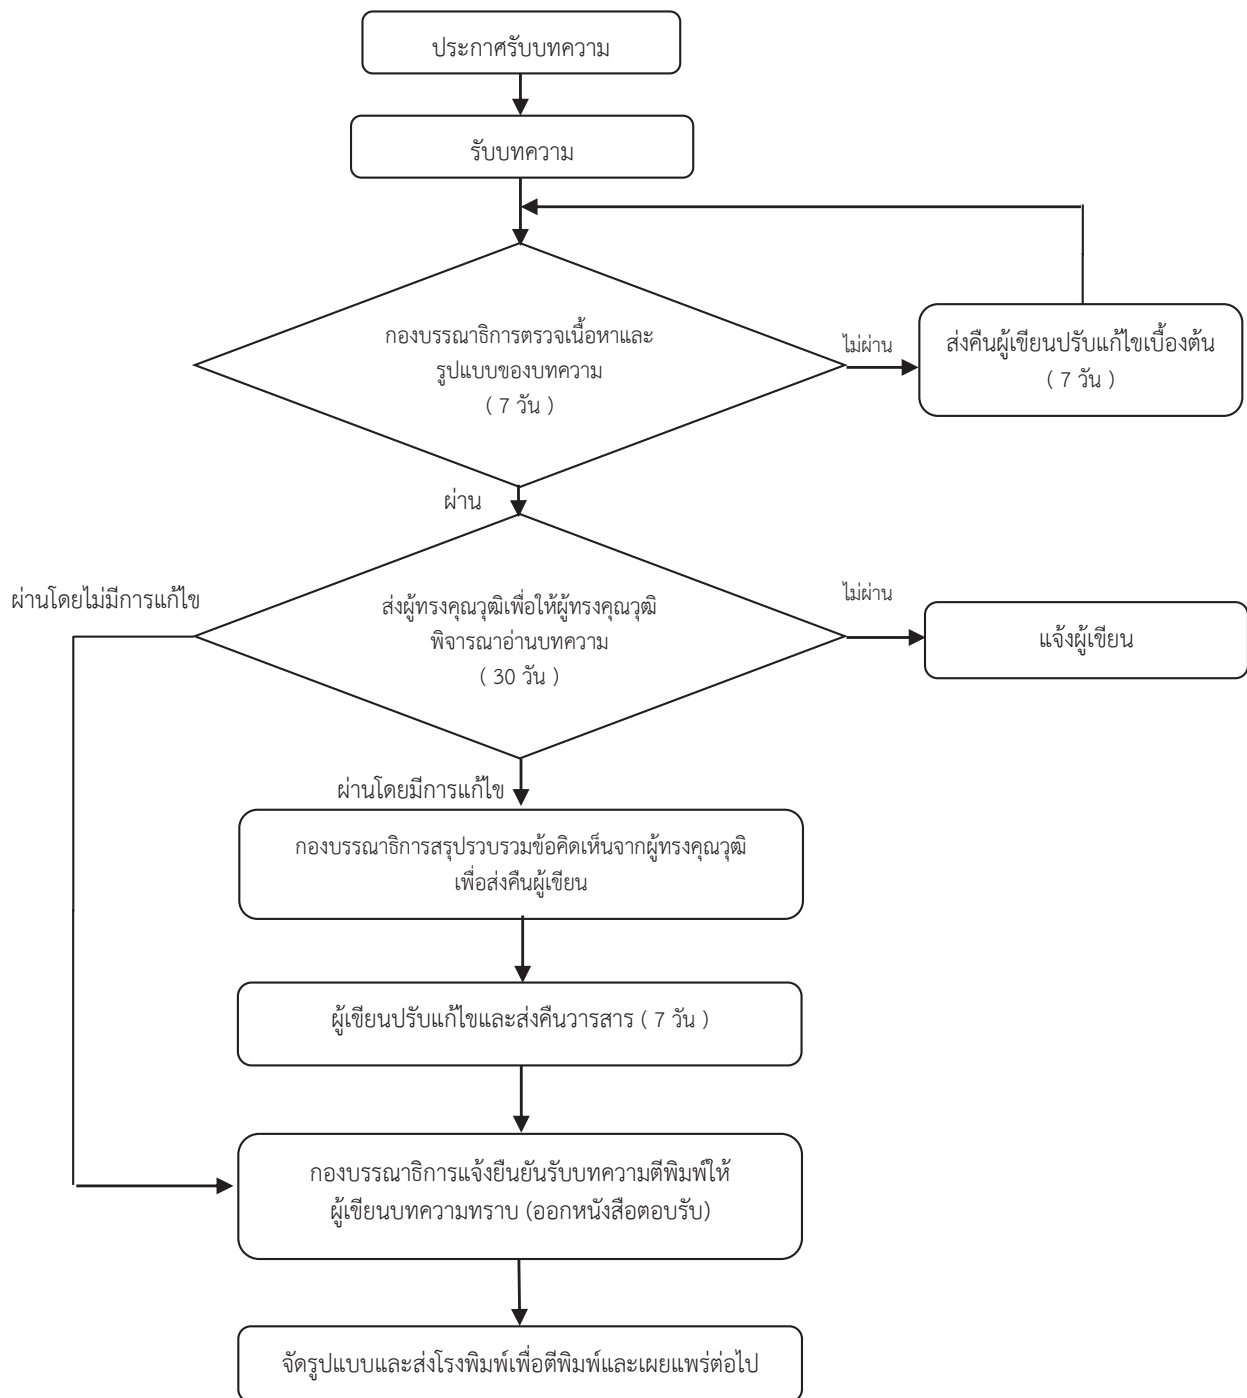 ประกาศรับบทความ
รับบทความ
กองบรรณาธิการตรวจเนื้อหาและ
รูปแบบของบทความ
( 7 วัน )
ไม่ผ่าน
ส่งคืนผู้เขียนปรับแก้ไขเบื้องต้น
( 7 วัน )
ผ่าน
ผ่านโดยไม่มีการแก้ไข
ส่งผู้ทรงคุณวุฒิเพื่อให้ผู้ทรงคุณวุฒิ
พิจารณาอ่านบทความ
( 30 วัน )
ไม่ผ่าน
แจ้งผู้เขียน
ผ่านโดยมีการแก้ไข
กองบรรณาธิการสรุปรวบรวมข้อคิดเห็นจากผู้ทรงคุณวุฒิ
เพื่อส่งคืนผู้เขียน
ผู้เขียนปรับแก้ไขและส่งคืนวารสาร ( 7 วัน )
กองบรรณาธิการแจ้งยืนยันรับบทความตีพิมพ์ให้
ผู้เขียนบทความทราบ (ออกหนังสือตอบรับ)
จัดรูปแบบและส่งโรงพิมพ์เพื่อตีพิมพ์และเผยแพร่ต่อไป